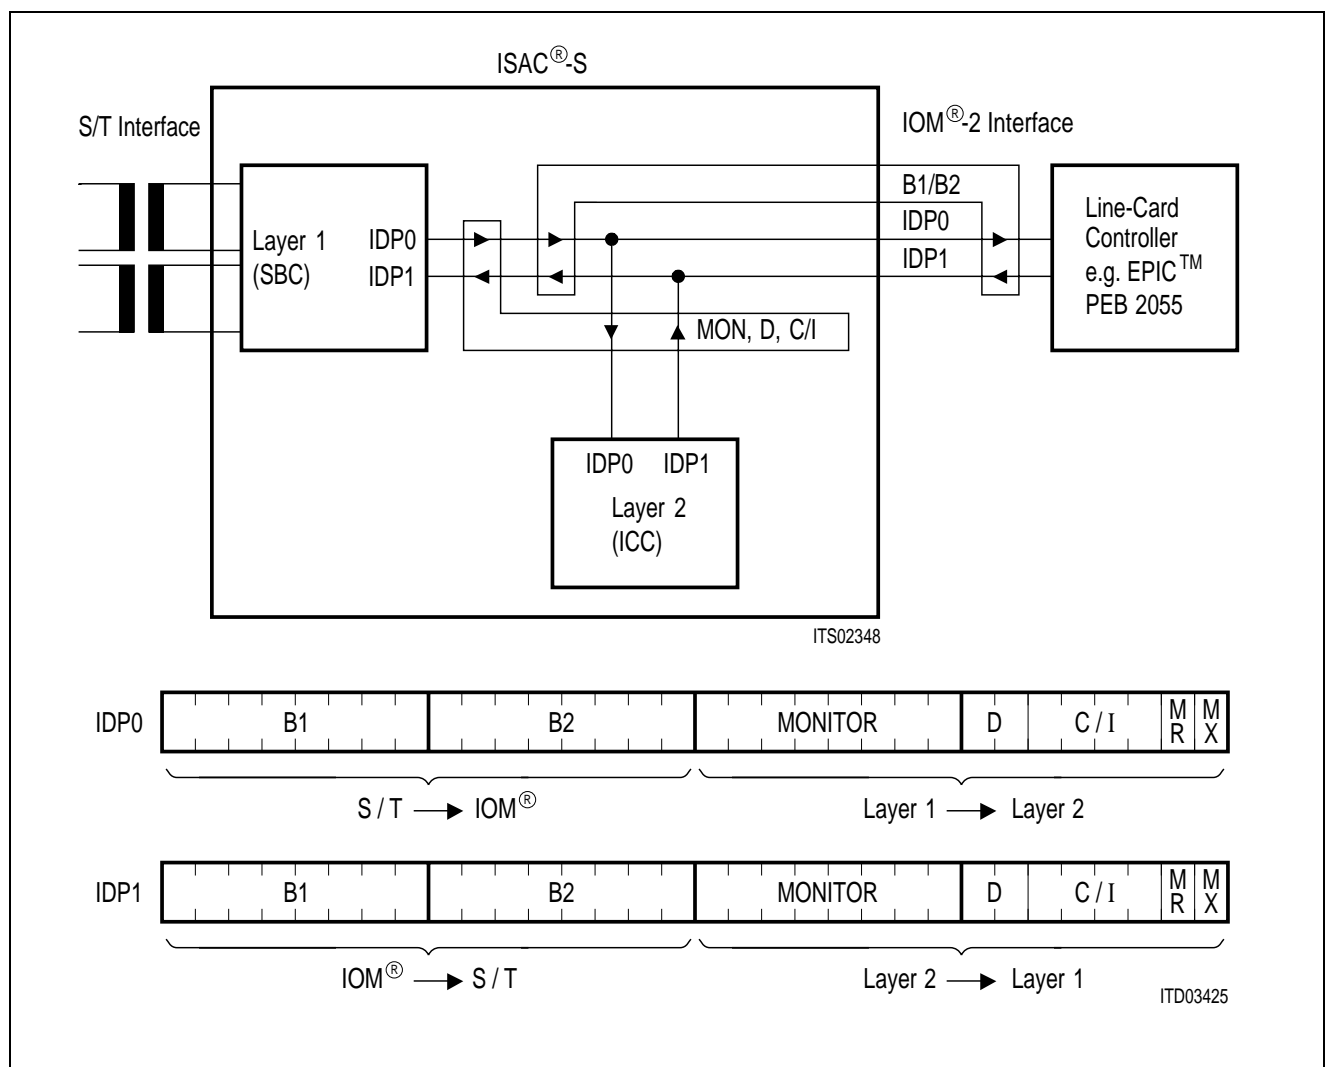 ISAC®-S
S/T Interface
IOM®-2 Interface
B1/B2
IDP0
IDP1
Layer 1
(SBC)
IDP0
IDP1
Line-Card
Controller
e.g. EPIC™
PEB 2055
MON, D, C/I
IDP0 IDP1
Layer 2
(ICC)
ITS02348
IDP0 B1 B2 MONITOR D C/I MR MX
S/T → IOM® Layer 1 → Layer 2
IDP1 B1 B2 MONITOR D C/I MR MX
IOM® → S/T Layer 2 → Layer 1
ITD03425